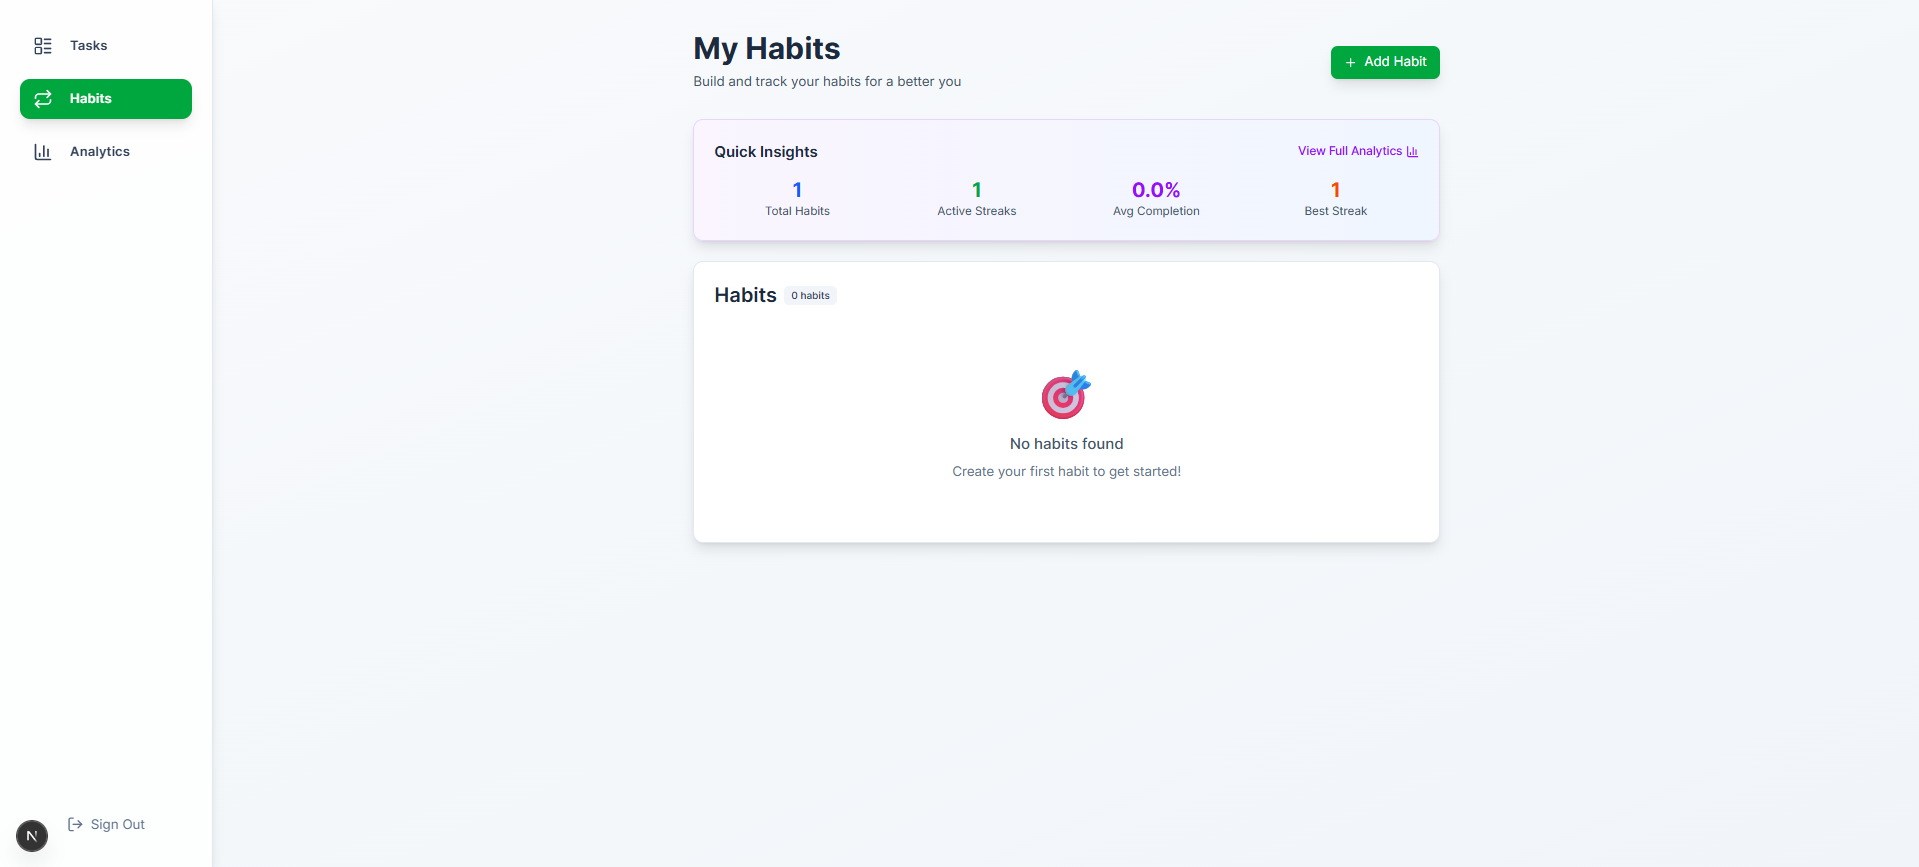 Tasks
Habits
Analytics
My Habits
Build and track your habits for a better you
+ Add Habit
Quick Insights
View Full Analytics
1
Total Habits
1
Active Streaks
0.0%
Avg Completion
1
Best Streak
Habits
0 habits
No habits found
Create your first habit to get started!
N
Sign Out